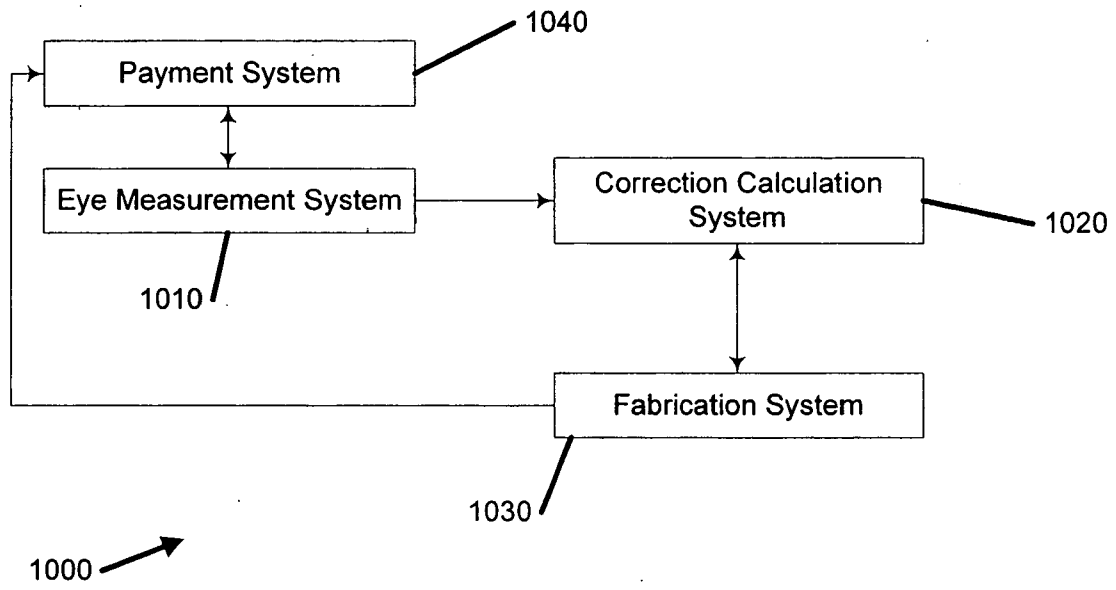 1040
Payment System
Eye Measurement System
Correction Calculation
System
1020
1010
Fabrication System
1030
1000